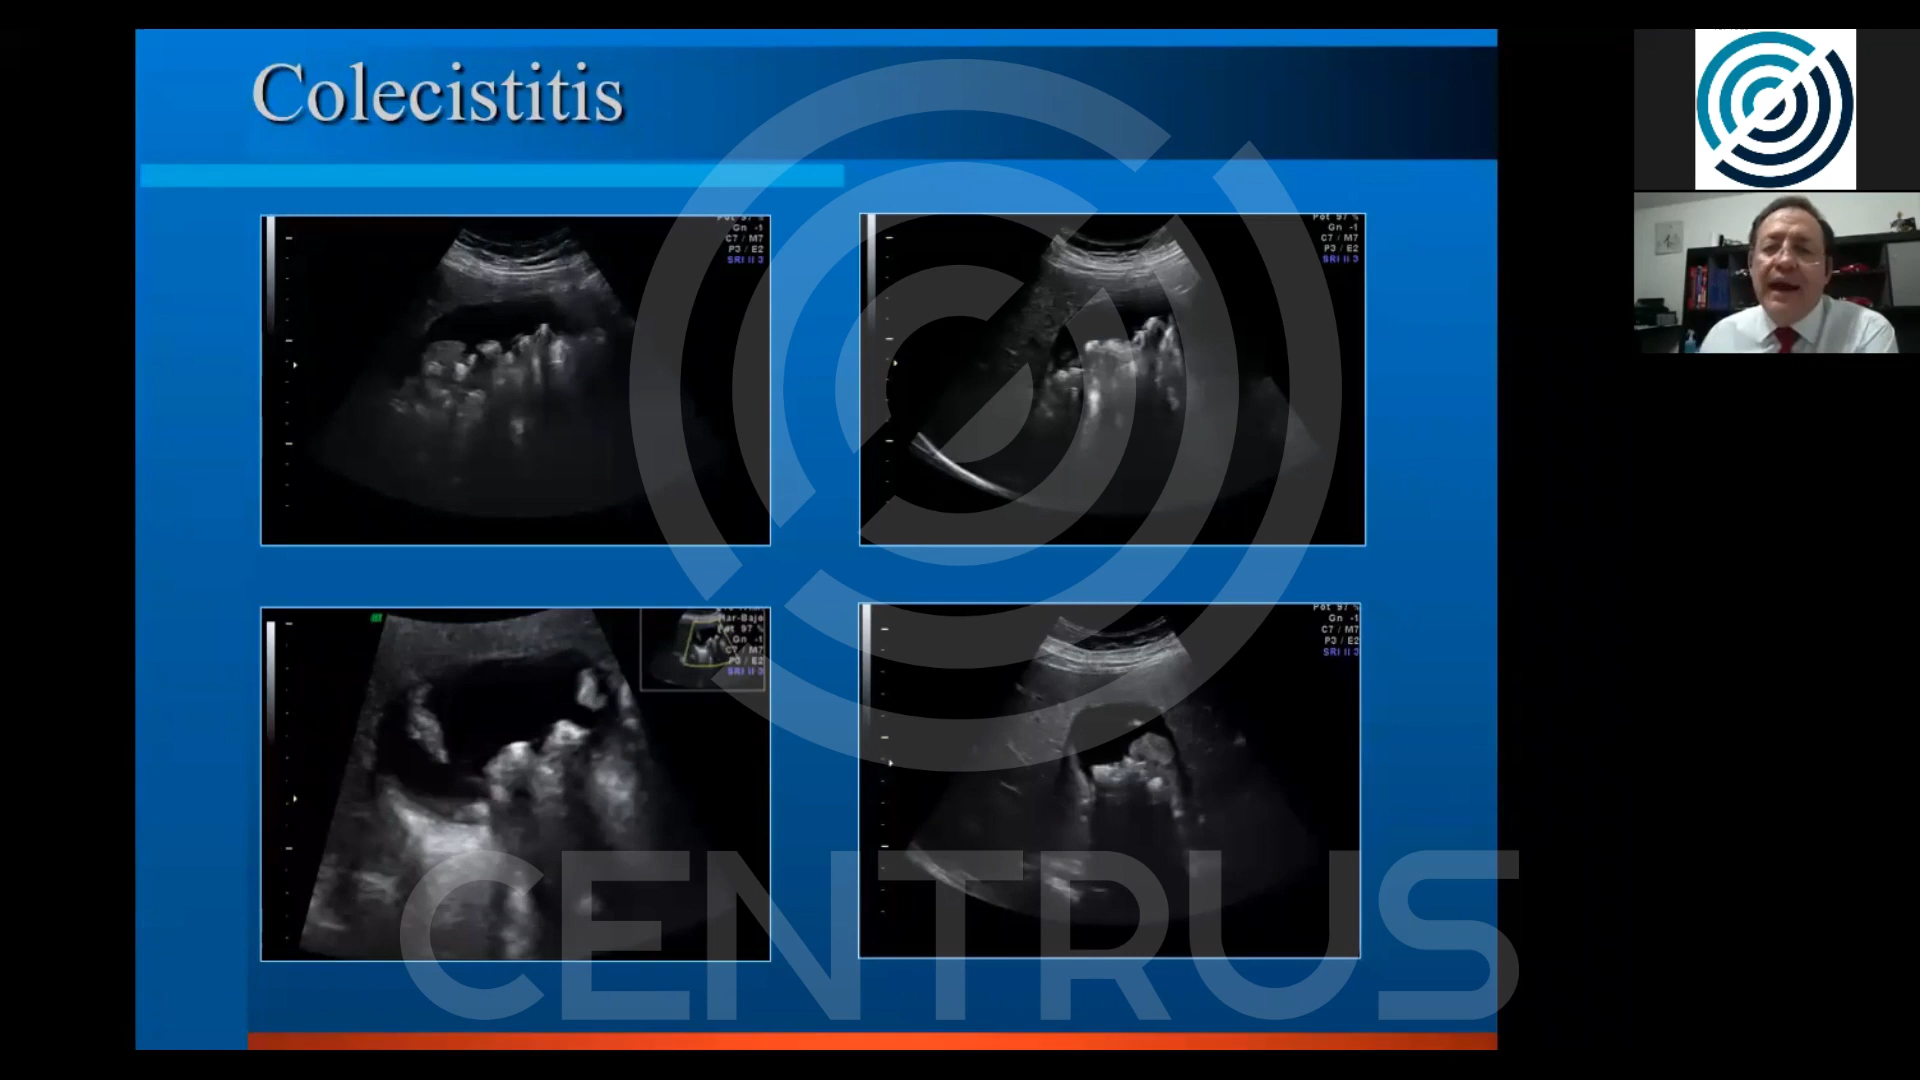 Colecistitis
Pot 97 %
Gn -1
C7 / M7
P3 / E2
SRI II 3
Pot 97 %
Gn -1
C7 / M7
P3 / E2
SRI II 3
Har-Bajo
Pot 97 %
Gn -1
C7 / M7
P3 / E2
SRI II 3
Pot 97 %
Gn -1
C7 / M7
P3 / E2
SRI II 3
CENTRUS